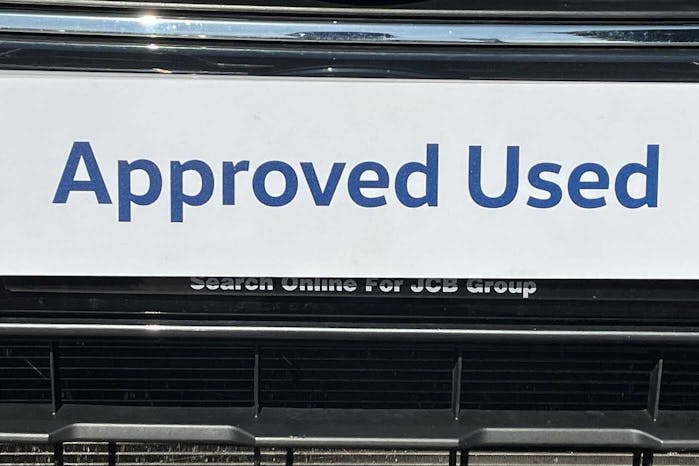 Approved Used
Search Online For JCB Group